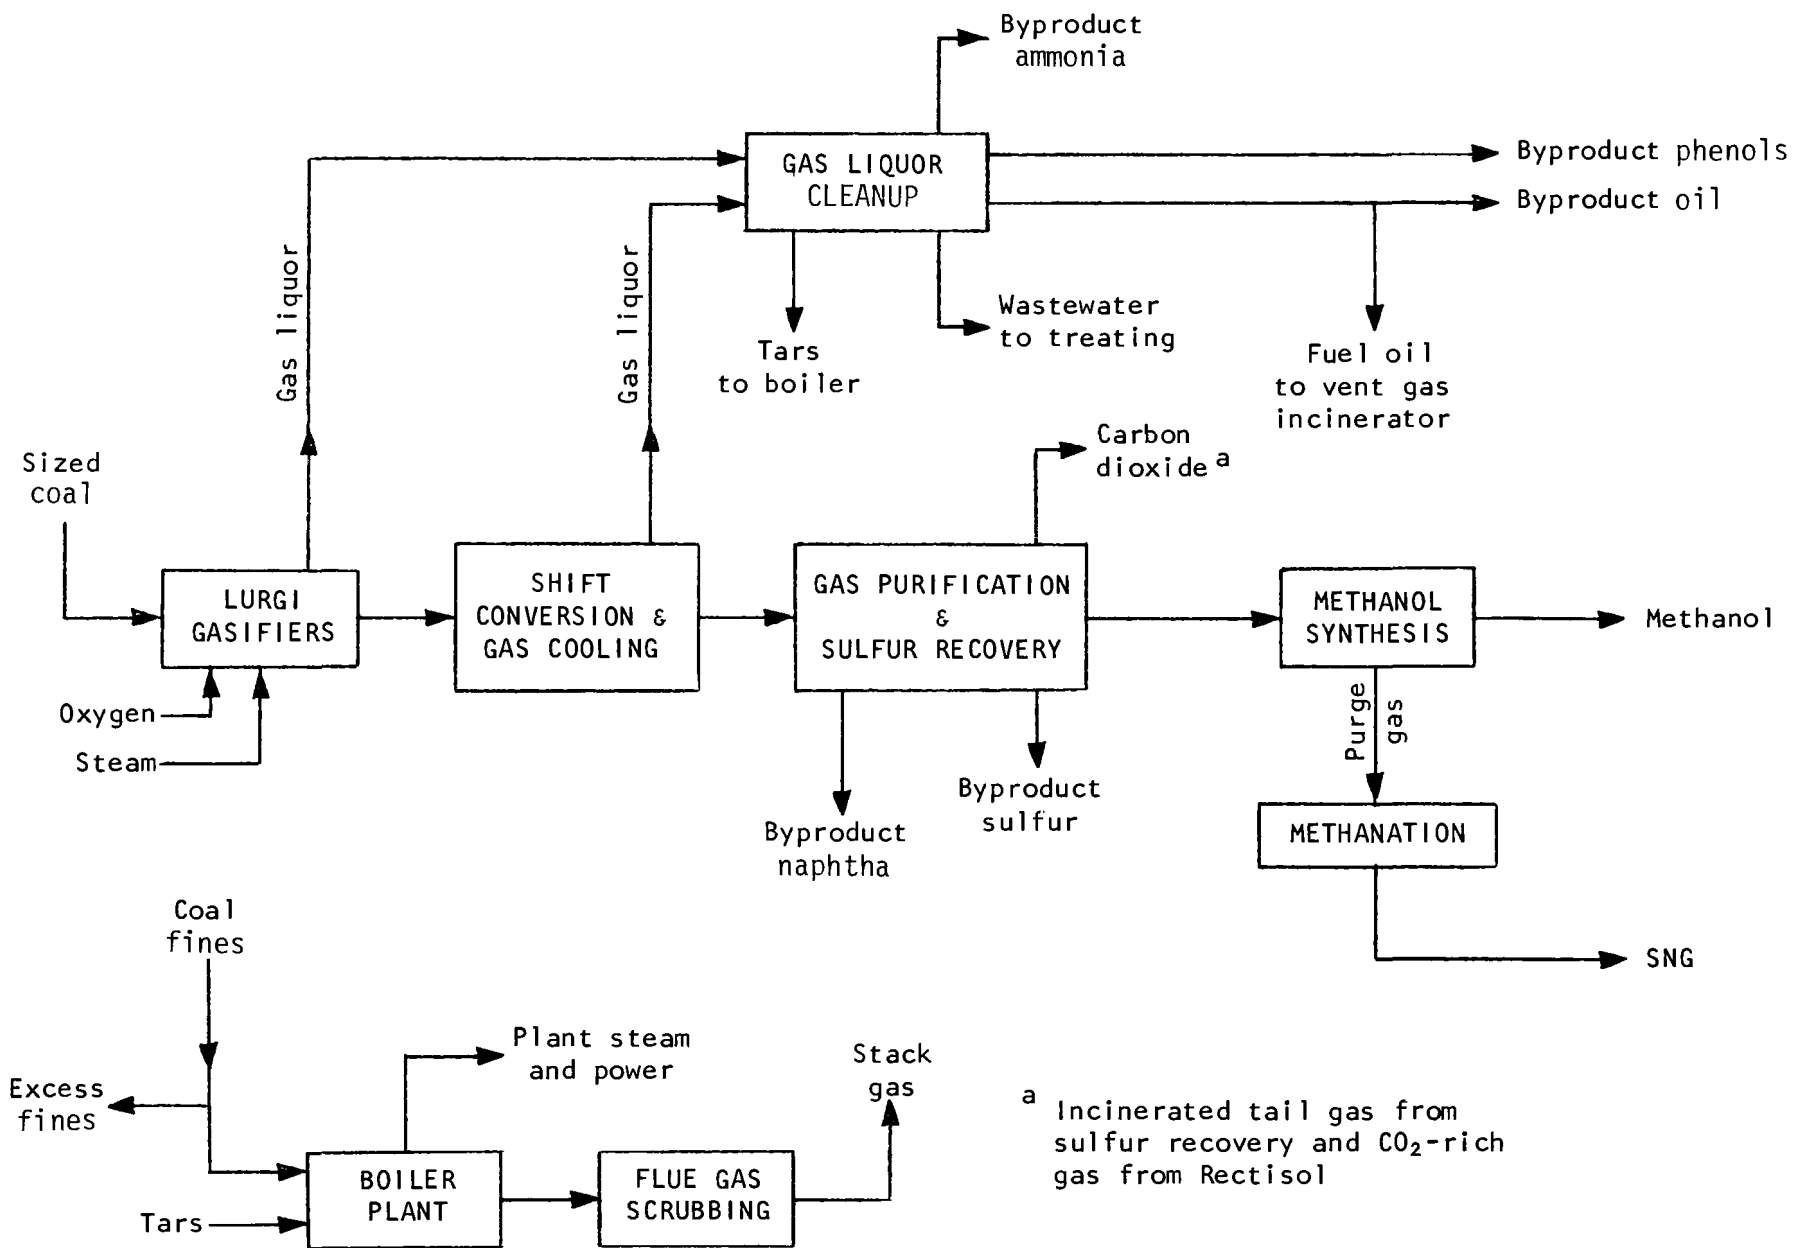 Byproduct
ammonia
GAS LIQUOR
CLEANUP
Byproduct phenols
Byproduct oil
Gas liquor
Gas liquor
Tars
to boiler
Wastewater
to treating
Fuel oil
to vent gas
incinerator
Carbon
dioxide a
Sized
coal
LURGI
GASIFIERS
SHIFT
CONVERSION &
GAS COOLING
GAS PURIFICATION
&
SULFUR RECOVERY
METHANOL
SYNTHESIS
Methanol
Oxygen
Steam
Purge
gas
Byproduct
naphtha
Byproduct
sulfur
METHANATION
SNG
Coal
fines
Excess
fines
Plant steam
and power
Stack
gas
BOILER
PLANT
FLUE GAS
SCRUBBING
Tars
a Incinerated tail gas from
sulfur recovery and CO₂-rich
gas from Rectisol